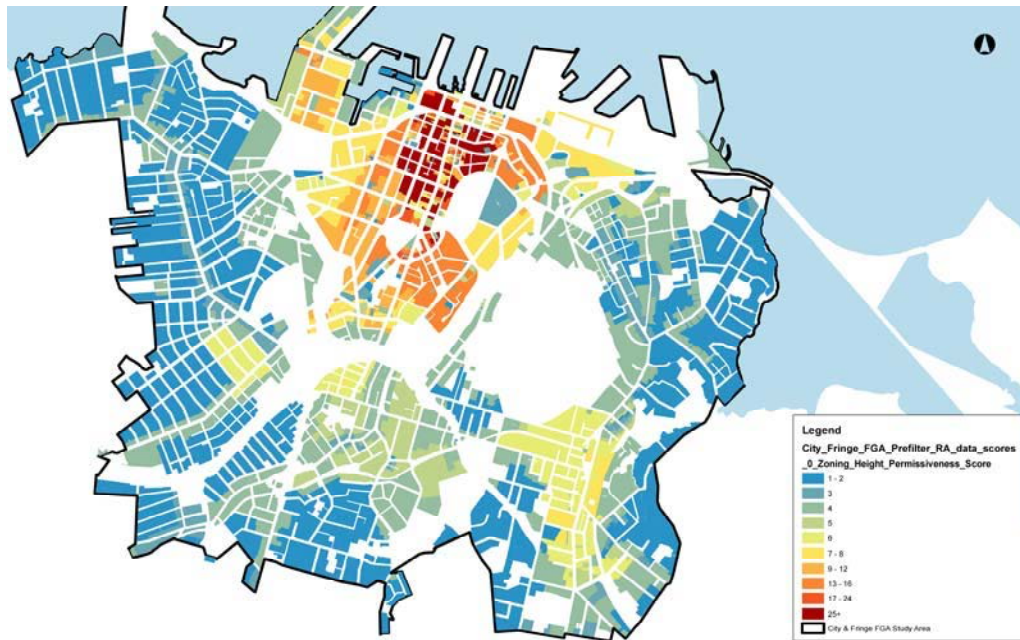 Legend
City_Fringe_FGA_Prefilter_RA_data_scores
_0_Zoning_Height_Permissiveness_Score
1 - 2
3
4
5
6
7 - 8
9 - 12
13 - 16
17 - 24
25+
City & Fringe FGA Study Area